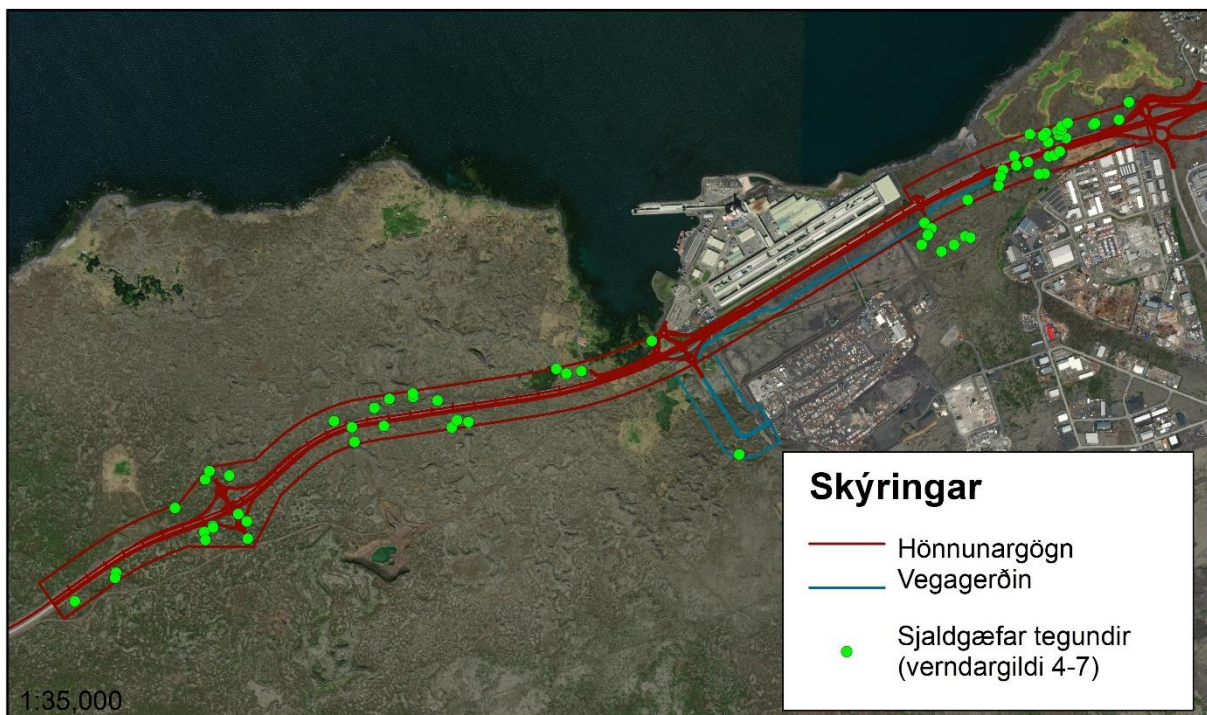 Skýringar
Hönnunargögn
Vegagerðin
Sjaldgæfar tegundir
(verndargildi 4-7)
1:35,000